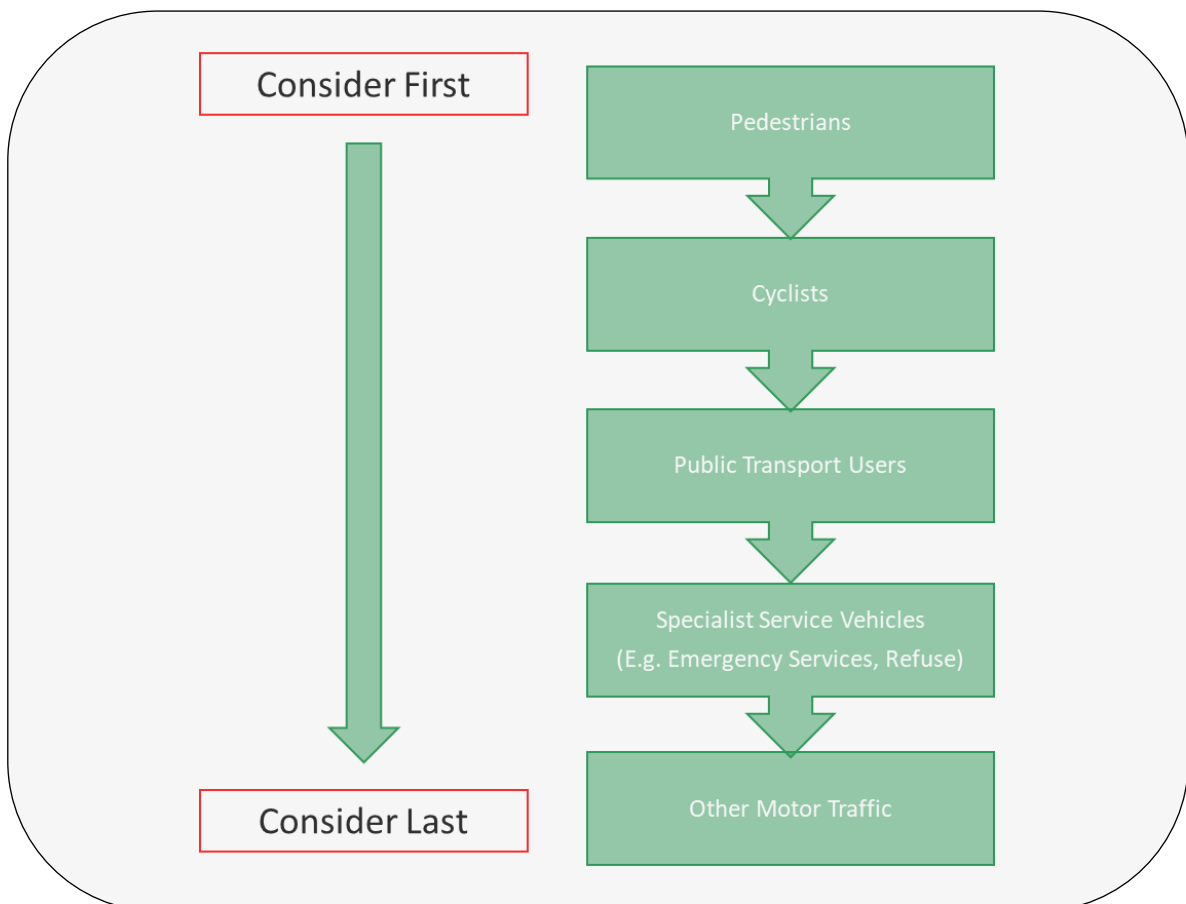 Consider First
Pedestrians
Cyclists
Public Transport Users
Specialist Service Vehicles
(E.g. Emergency Services, Refuse)
Consider Last
Other Motor Traffic